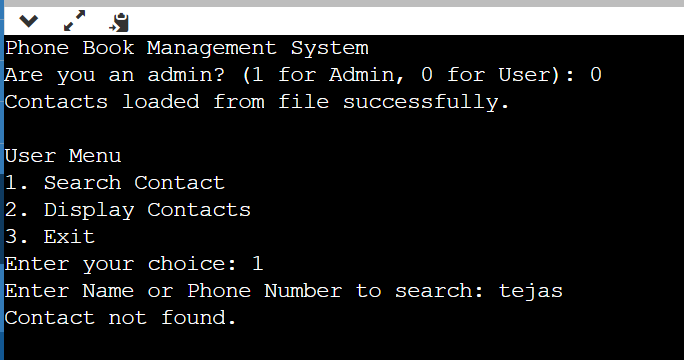 Phone Book Management System
Are you an admin? (1 for Admin, 0 for User): 0
Contacts loaded from file successfully.
User Menu
1. Search Contact
2. Display Contacts
3. Exit
Enter your choice: 1
Enter Name or Phone Number to search: tejas
Contact not found.